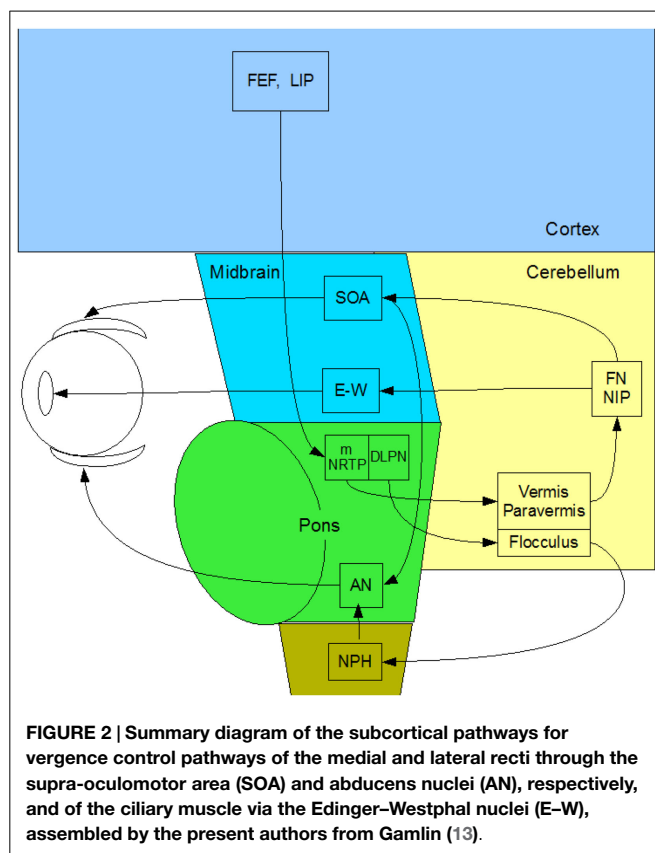 FEF, LIP
Cortex
Midbrain
Cerebellum
SOA
E-W
FN
NIP
m
NRTP
DLPN
Vermis
Paravermis
Flocculus
Pons
AN
NPH
FIGURE 2 | Summary diagram of the subcortical pathways for
vergence control pathways of the medial and lateral recti through the
supra-oculomotor area (SOA) and abducens nuclei (AN), respectively,
and of the ciliary muscle via the Edinger–Westphal nuclei (E–W),
assembled by the present authors from Gamlin (13).